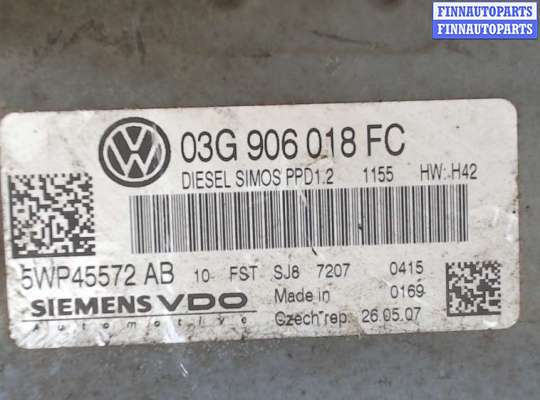 FINNAUTOPARTS
FINNAUTOPARTS
03G 906 018 FC
DIESEL SIMOS PPD1.2 1155 HW: H42
5WP45572 AB 10 FST SJ8 7207 0415
SIEMENS VDO Made in 0169
Automotive Czech rep. 26.05.07